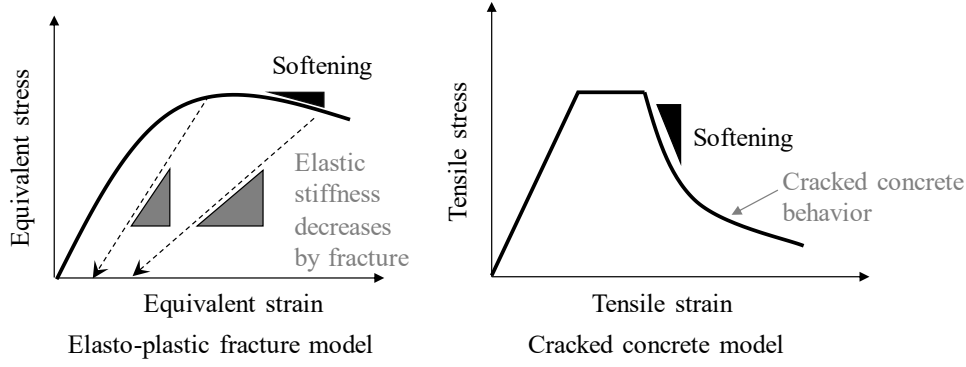 Equivalent stress
Softening
Elastic
stiffness
decreases
by fracture
Equivalent strain
Elasto-plastic fracture model
Tensile stress
Softening
Cracked concrete
behavior
Tensile strain
Cracked concrete model